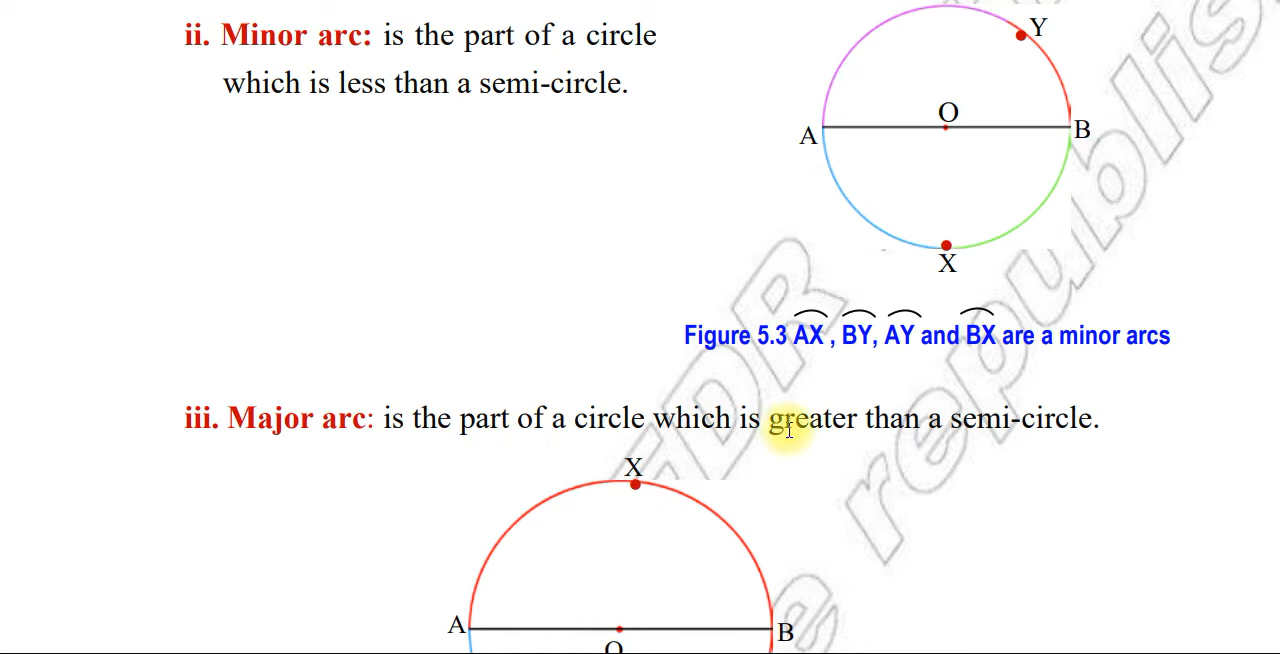 ii. Minor arc: is the part of a circle
which is less than a semi-circle.
Y
O
A
B
X
Figure 5.3 AX , BY, AY and BX are a minor arcs
iii. Major arc: is the part of a circle which is greater than a semi-circle.
X
A
B
O
FDR
e republis